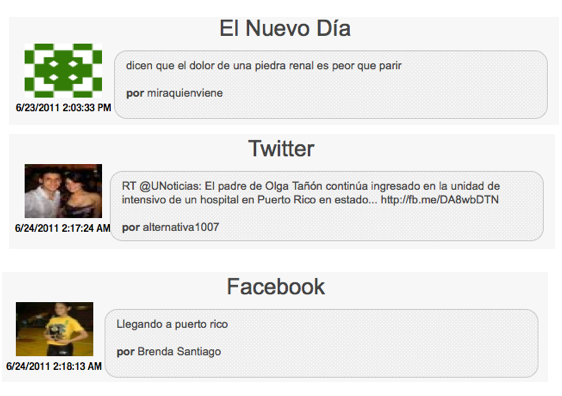 El Nuevo Día
dicen que el dolor de una piedra renal es peor que parir
por miraquienviene
6/23/2011 2:03:33 PM
Twitter
RT @UNoticias: El padre de Olga Tañón continúa ingresado en la unidad de
intensivo de un hospital en Puerto Rico en estado... http://fb.me/DA8wbDTN
por alternativa1007
6/24/2011 2:17:24 AM
Facebook
Llegando a puerto rico
por Brenda Santiago
6/24/2011 2:18:13 AM